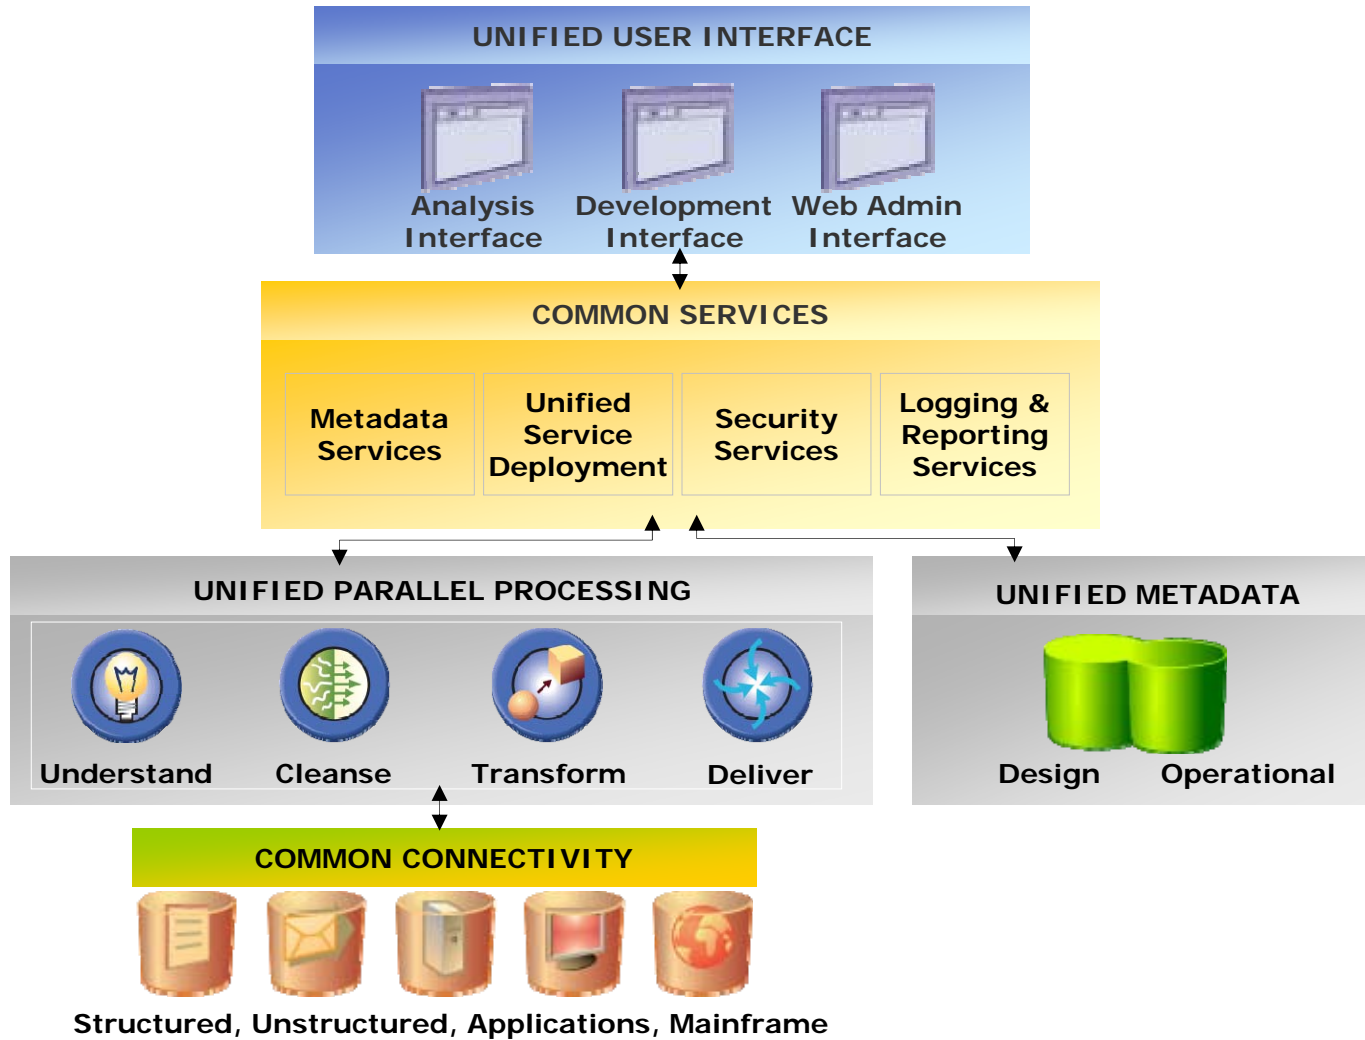 UNIFIED USER INTERFACE
Analysis
Interface
Development
Interface
Web Admin
Interface
COMMON SERVICES
Metadata
Services
Unified
Service
Deployment
Security
Services
Logging &
Reporting
Services
UNIFIED PARALLEL PROCESSING
Understand
Cleanse
Transform
Deliver
UNIFIED METADATA
Design
Operational
COMMON CONNECTIVITY
Structured, Unstructured, Applications, Mainframe